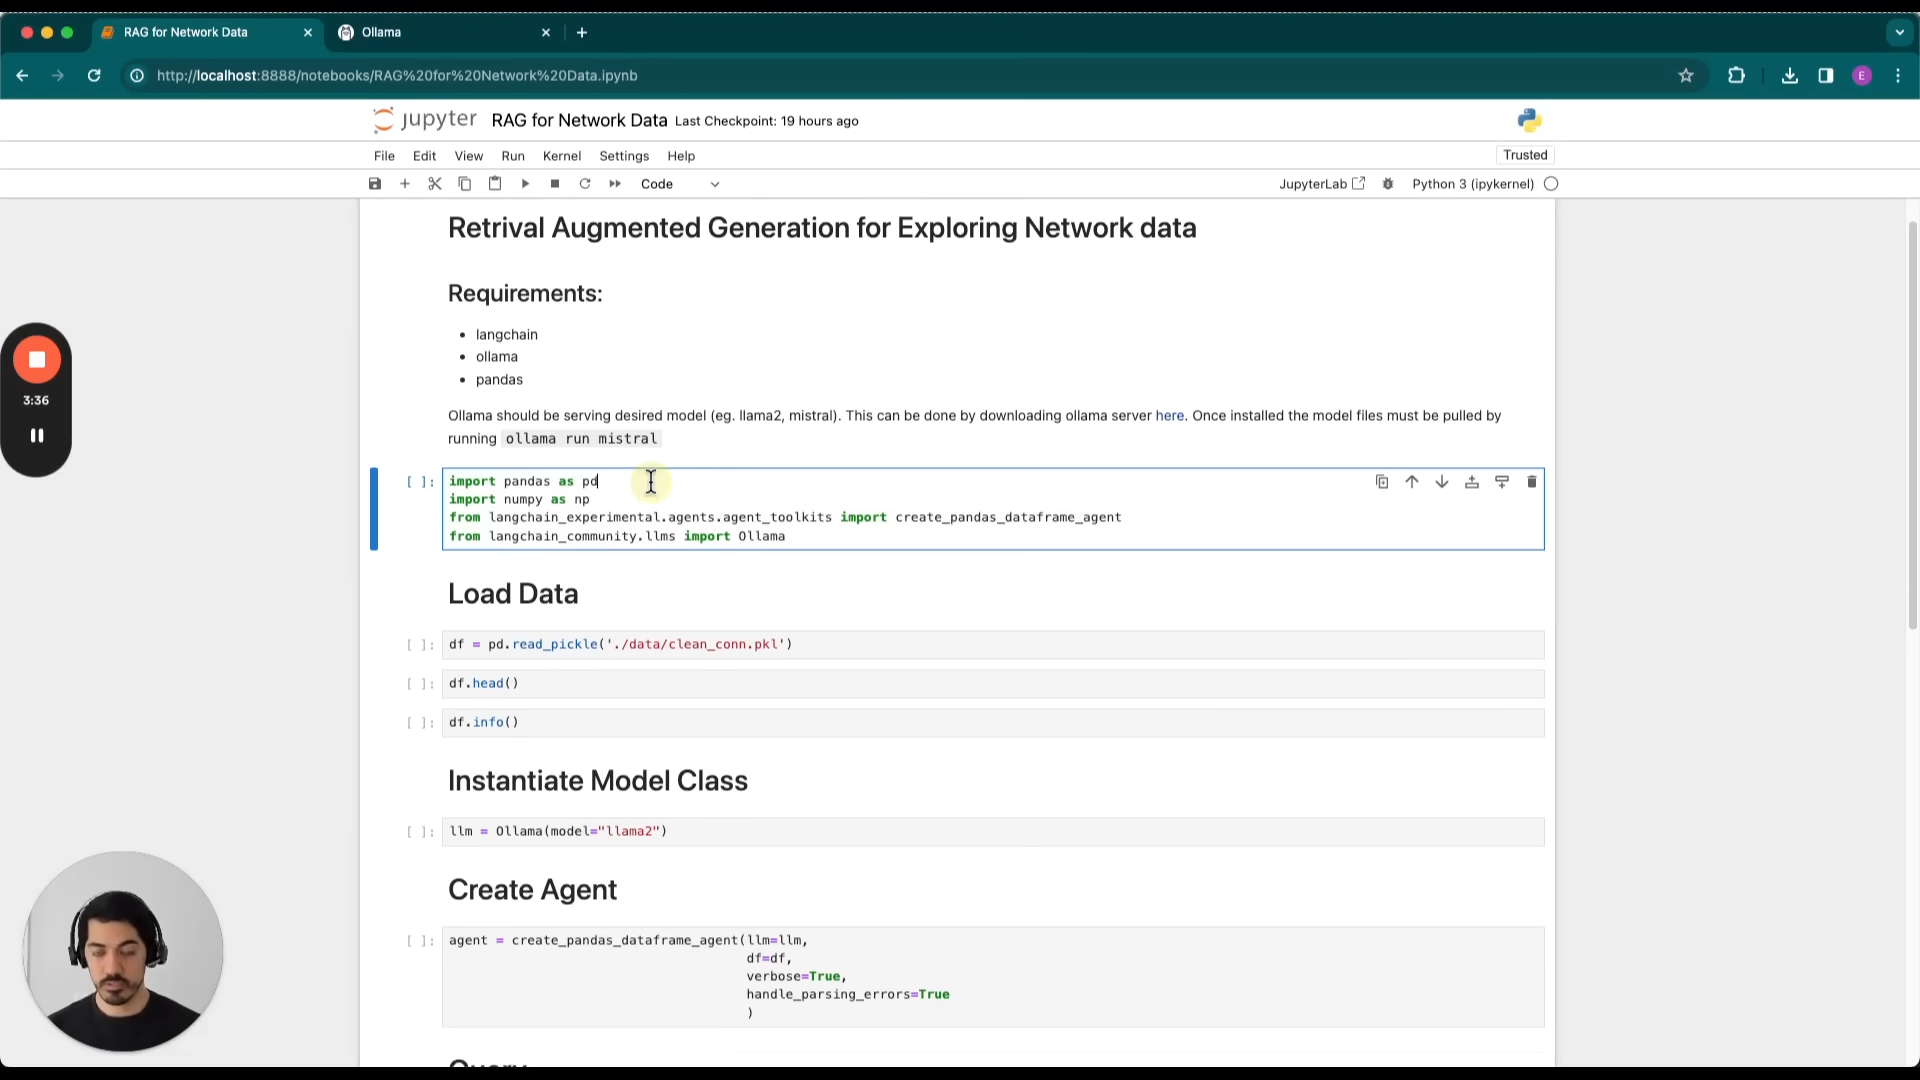 RAG for Network Data
Ollama
http://localhost:8888/notebooks/RAG%20for%20Network%20Data.ipynb
E
jupyter RAG for Network Data Last Checkpoint: 19 hours ago
File Edit View Run Kernel Settings Help
Trusted
Code
JupyterLab
Python 3 (ipykernel)
Retrival Augmented Generation for Exploring Network data
Requirements:
langchain
ollama
pandas
Ollama should be serving desired model (eg. llama2, mistral). This can be done by downloading ollama server here. Once installed the model files must be pulled by
running ollama run mistral
[ ]: import pandas as pd
import numpy as np
from langchain_experimental.agents.agent_toolkits import create_pandas_dataframe_agent
from langchain_community.llms import Ollama
Load Data
[ ]: df = pd.read_pickle('./data/clean_conn.pkl')
[ ]: df.head()
[ ]: df.info()
Instantiate Model Class
[ ]: llm = Ollama(model="llama2")
Create Agent
[ ]: agent = create_pandas_dataframe_agent(llm=llm,
df=df,
verbose=True,
handle_parsing_errors=True
)
Query
3:36